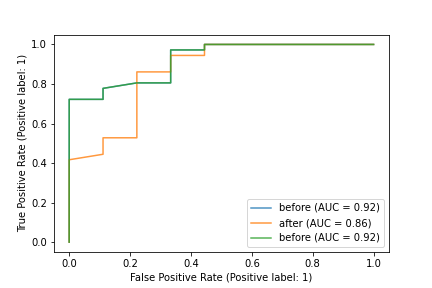 1.0
0.8
0.6
0.4
0.2
0.0
True Positive Rate (Positive label: 1)
before (AUC = 0.92)
after (AUC = 0.86)
before (AUC = 0.92)
0.0 0.2 0.4 0.6 0.8 1.0
False Positive Rate (Positive label: 1)